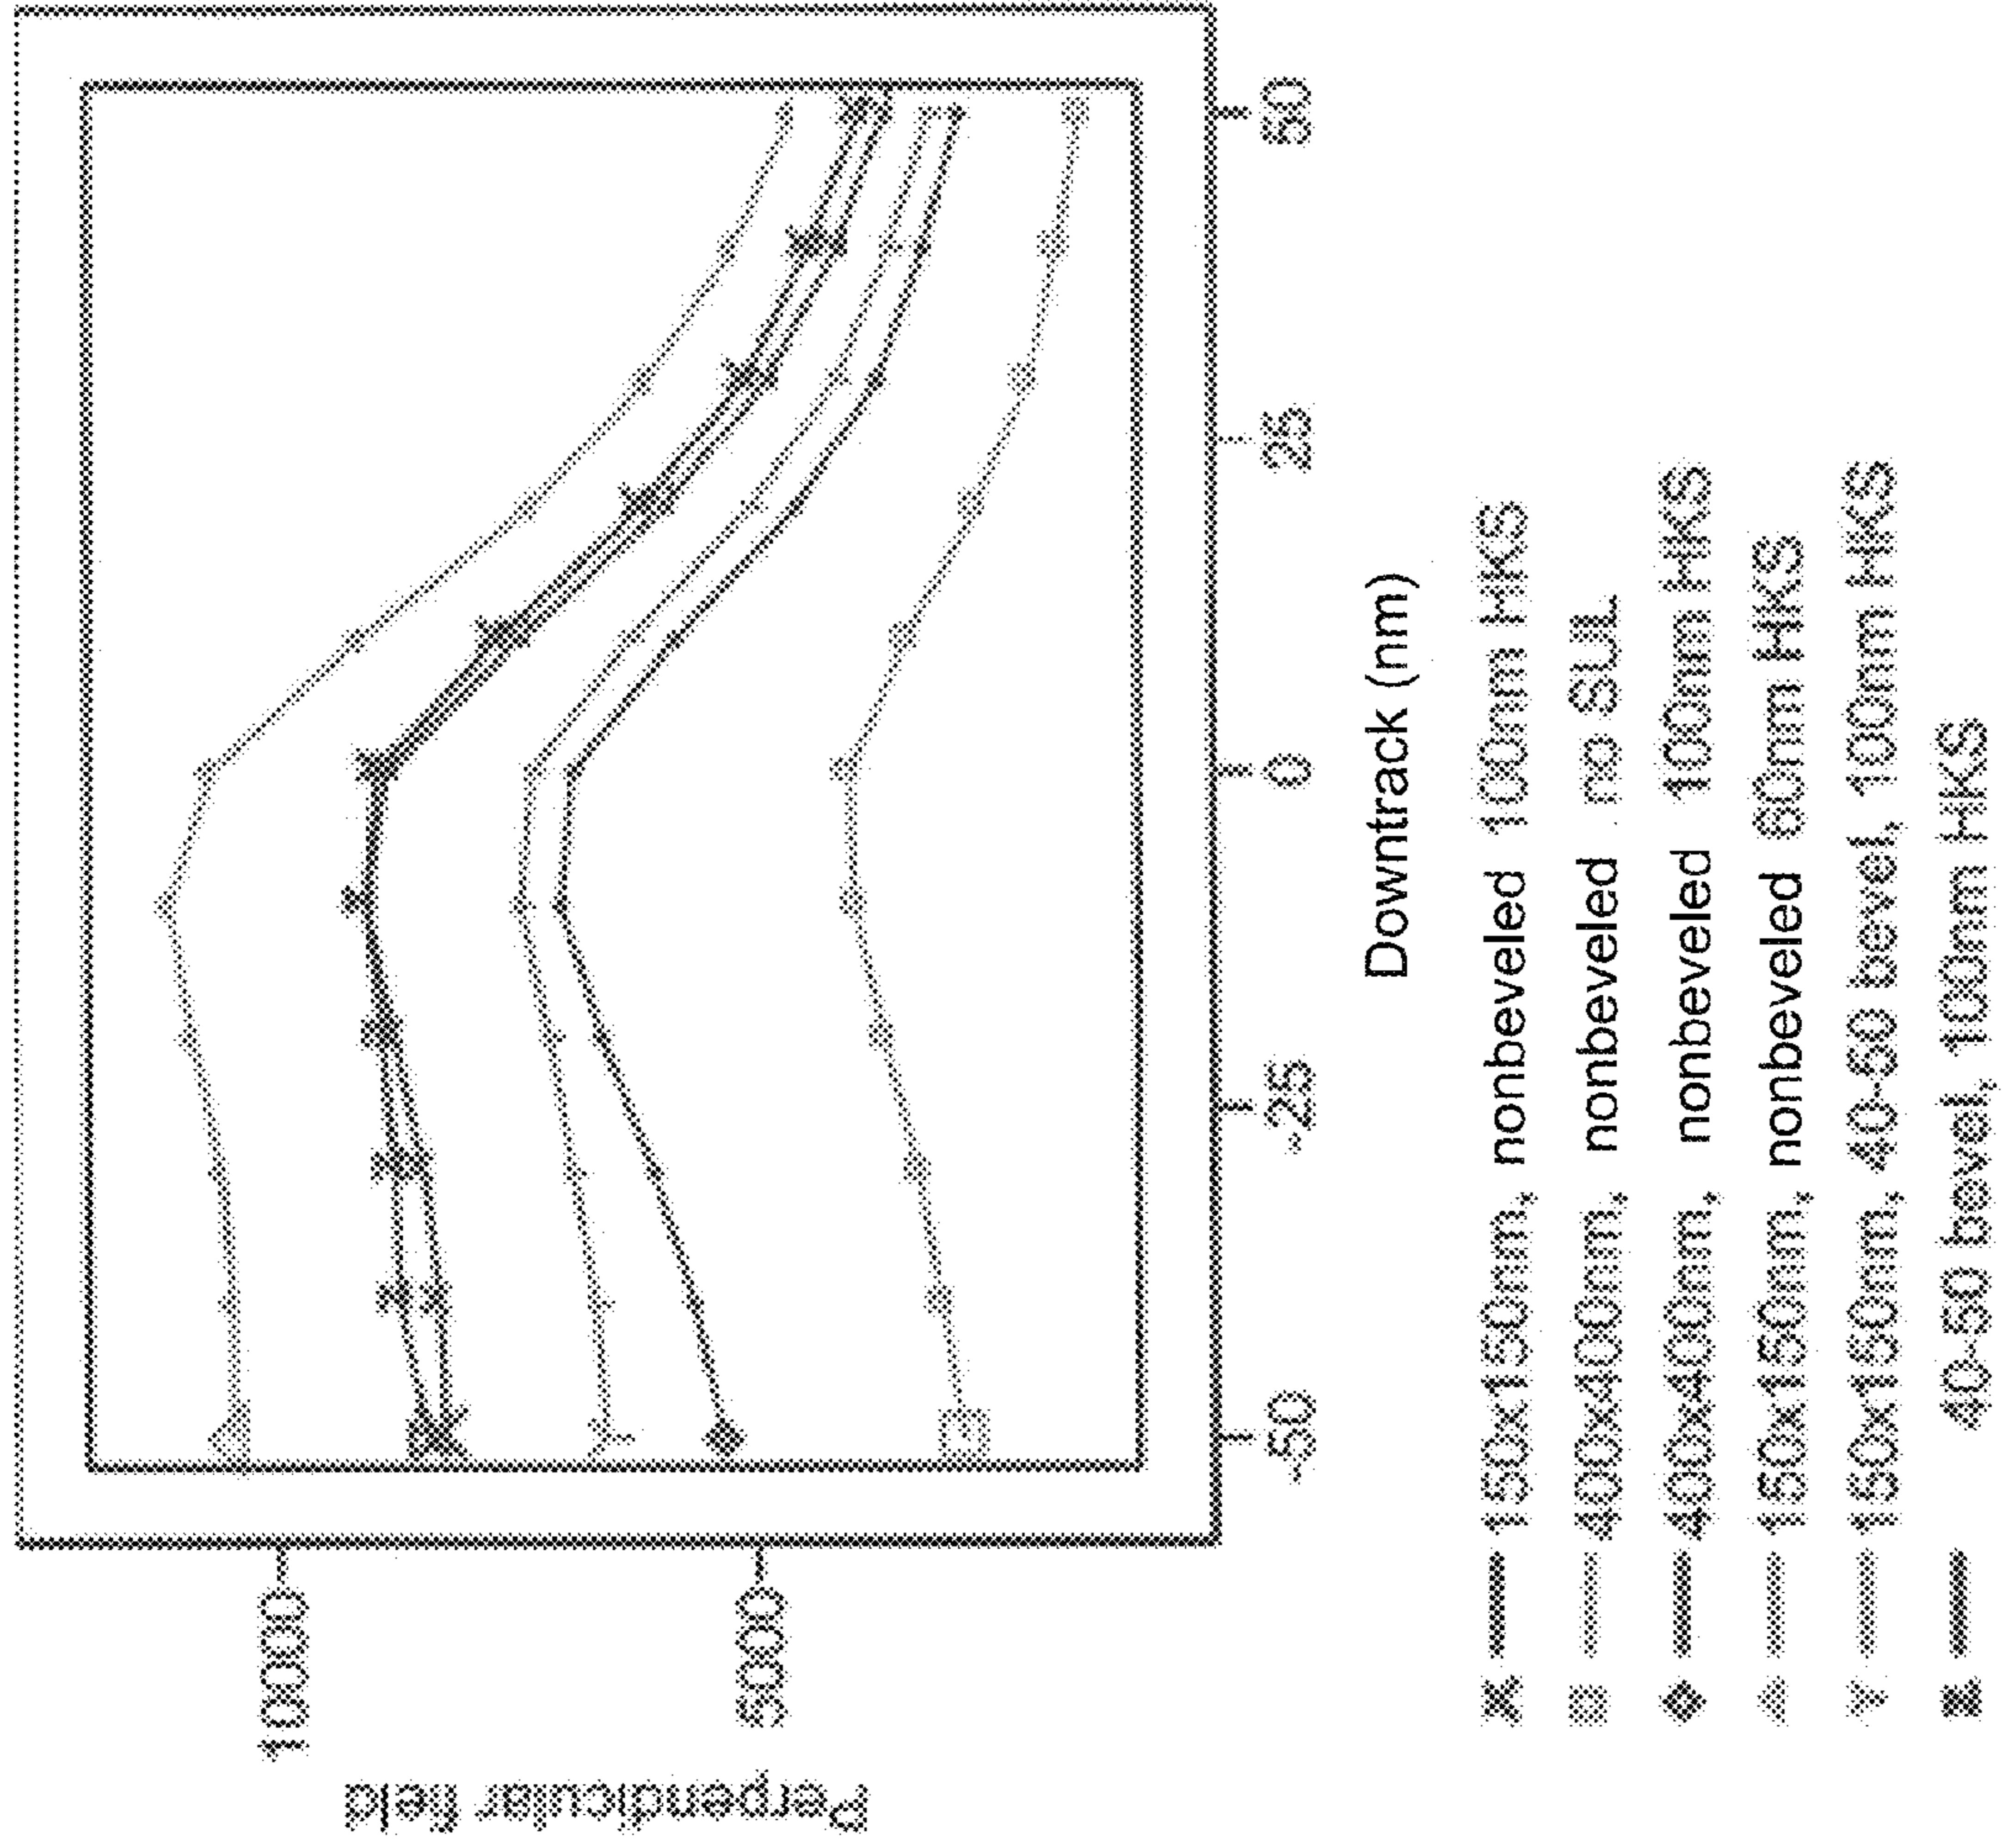 Perpendicular field
10000
5000
-50
-25
0
25
50
Downtrack (nm)
150x150nm, nonbeveled 100nm HKS
400x400nm, nonbeveled no SUL
400x400nm, nonbeveled 100nm HKS
150x150nm, nonbeveled 60nm HKS
150x150nm, 40-50 bevel, 100nm HKS
40-50 bevel, 100nm HKS